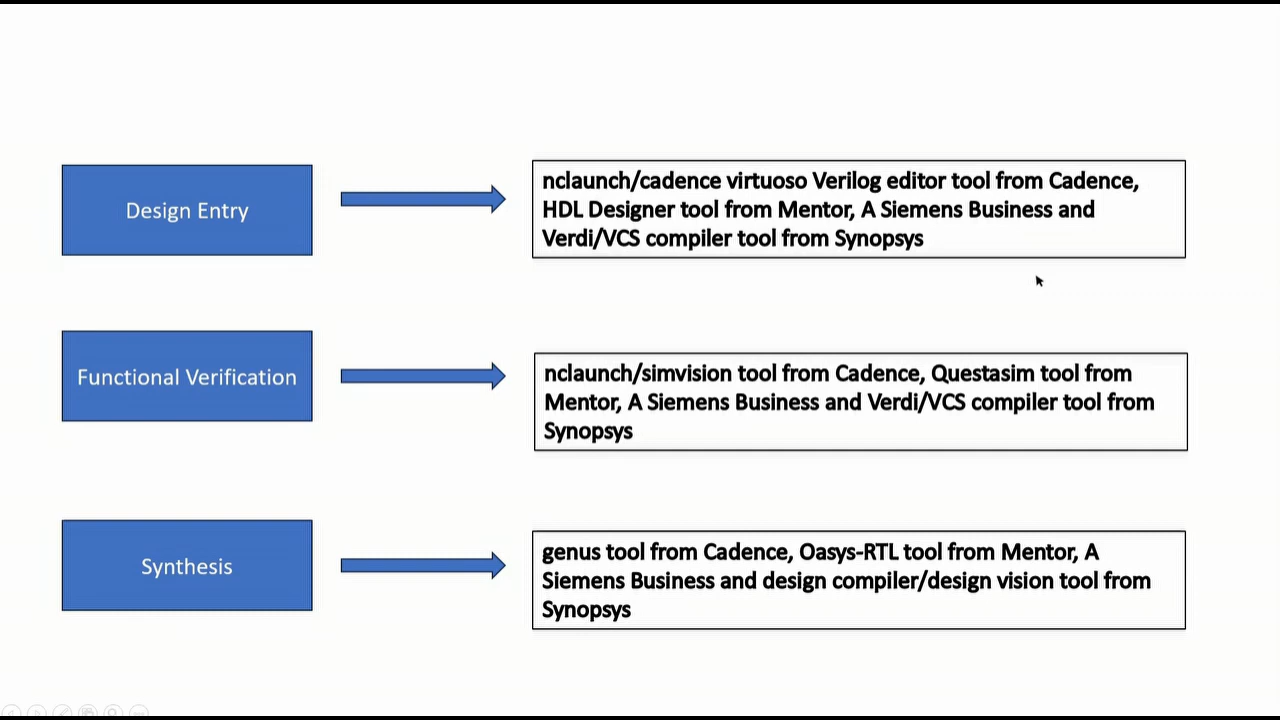 Design Entry
nclaunch/cadence virtuoso Verilog editor tool from Cadence,
HDL Designer tool from Mentor, A Siemens Business and
Verdi/VCS compiler tool from Synopsys
Functional Verification
nclaunch/simvision tool from Cadence, Questasim tool from
Mentor, A Siemens Business and Verdi/VCS compiler tool from
Synopsys
Synthesis
genus tool from Cadence, Oasys-RTL tool from Mentor, A
Siemens Business and design compiler/design vision tool from
Synopsys